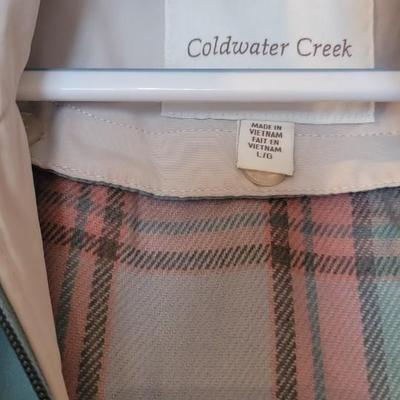 Coldwater Creek
MADE IN
VIETNAM
FAIT EN
VIETNAM
L/G